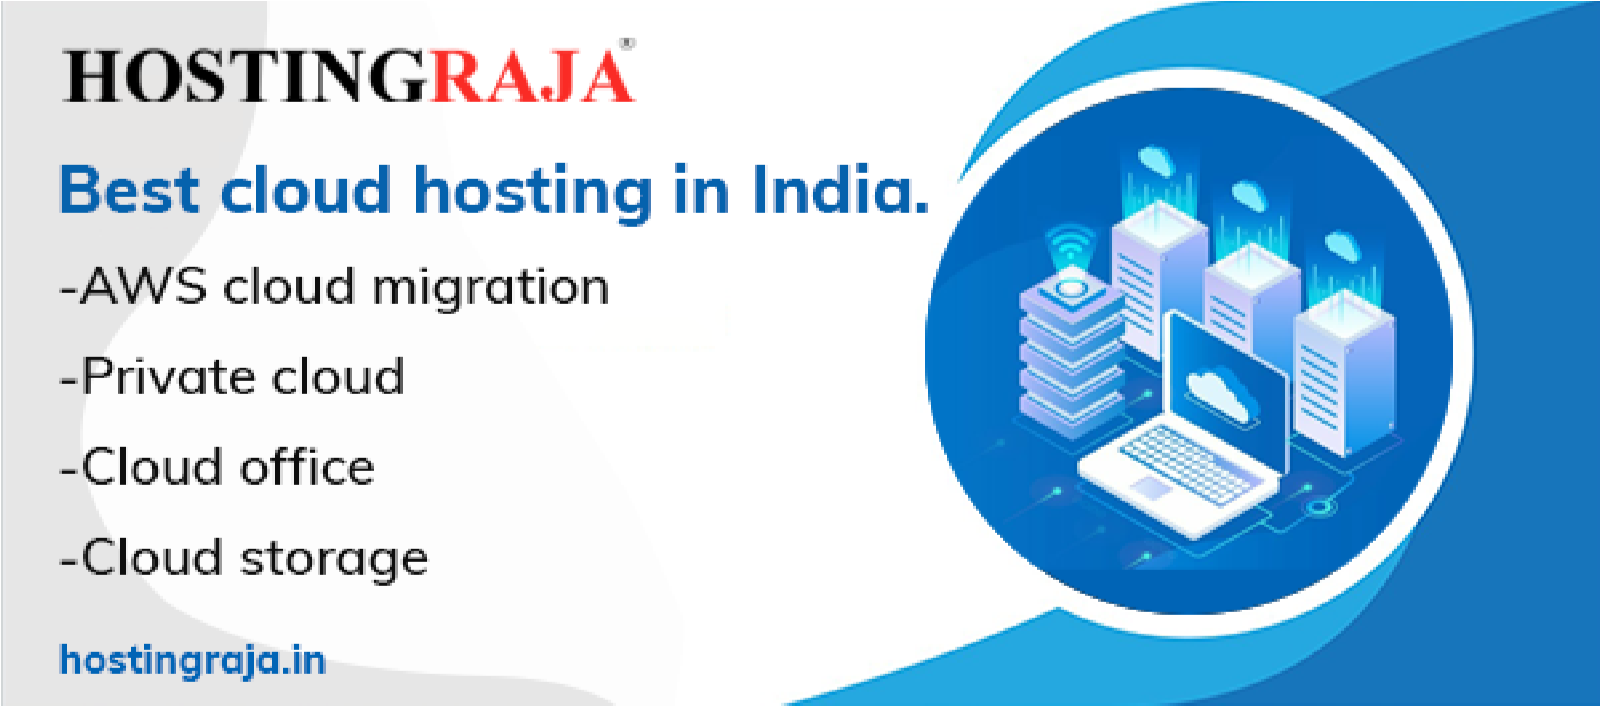 HOSTINGRAJA®
Best cloud hosting in India.
-AWS cloud migration
-Private cloud
-Cloud office
-Cloud storage
hostingraja.in